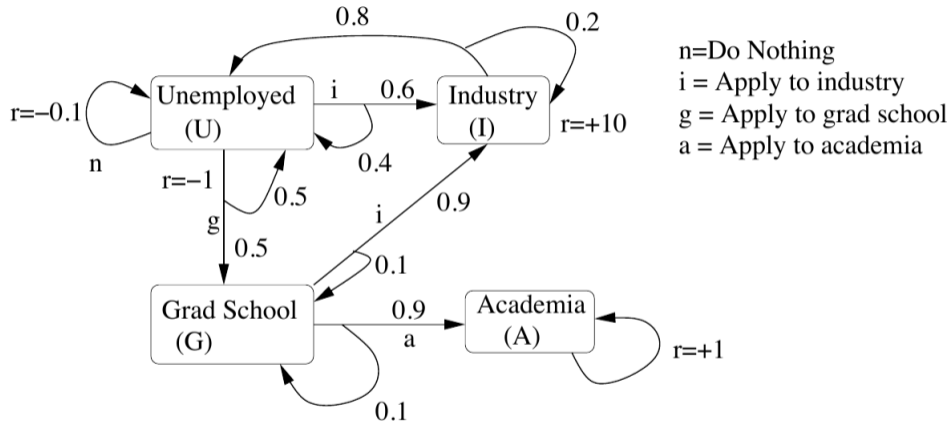 0.8
0.2
n=Do Nothing
i = Apply to industry
g = Apply to grad school
a = Apply to academia
r=−0.1
n
Unemployed
(U)
i
0.6
0.4
Industry
(I)
r=+10
r=−1
g
0.5
0.5
i
0.9
0.1
Grad School
(G)
0.9
a
0.1
Academia
(A)
r=+1